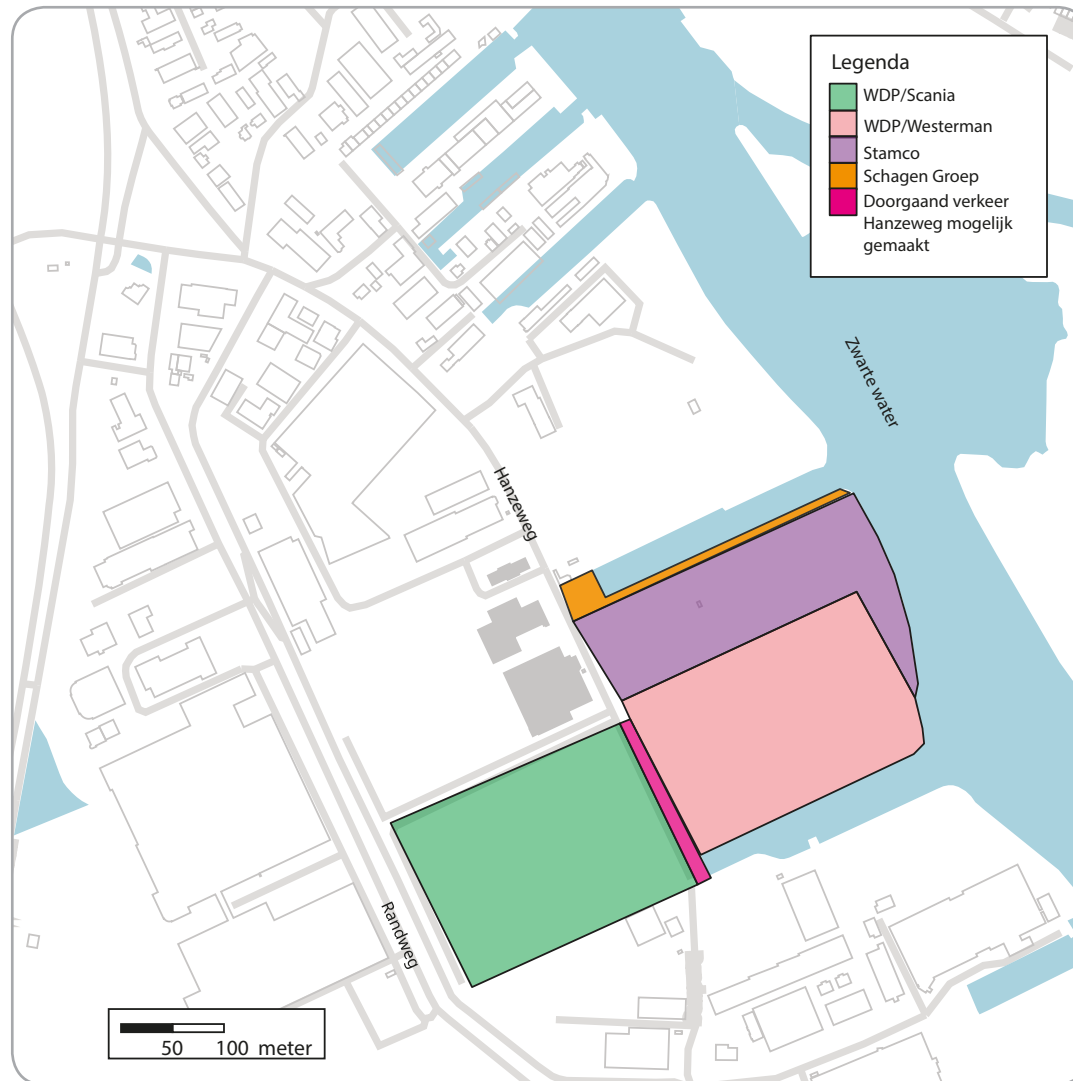 Legenda
WDP/Scania
WDP/Westerman
Stamco
Schagen Groep
Doorgaand verkeer
Hanzeweg mogelijk
gemaakt
Zwarte water
Hanzeweg
Randweg
50 100 meter